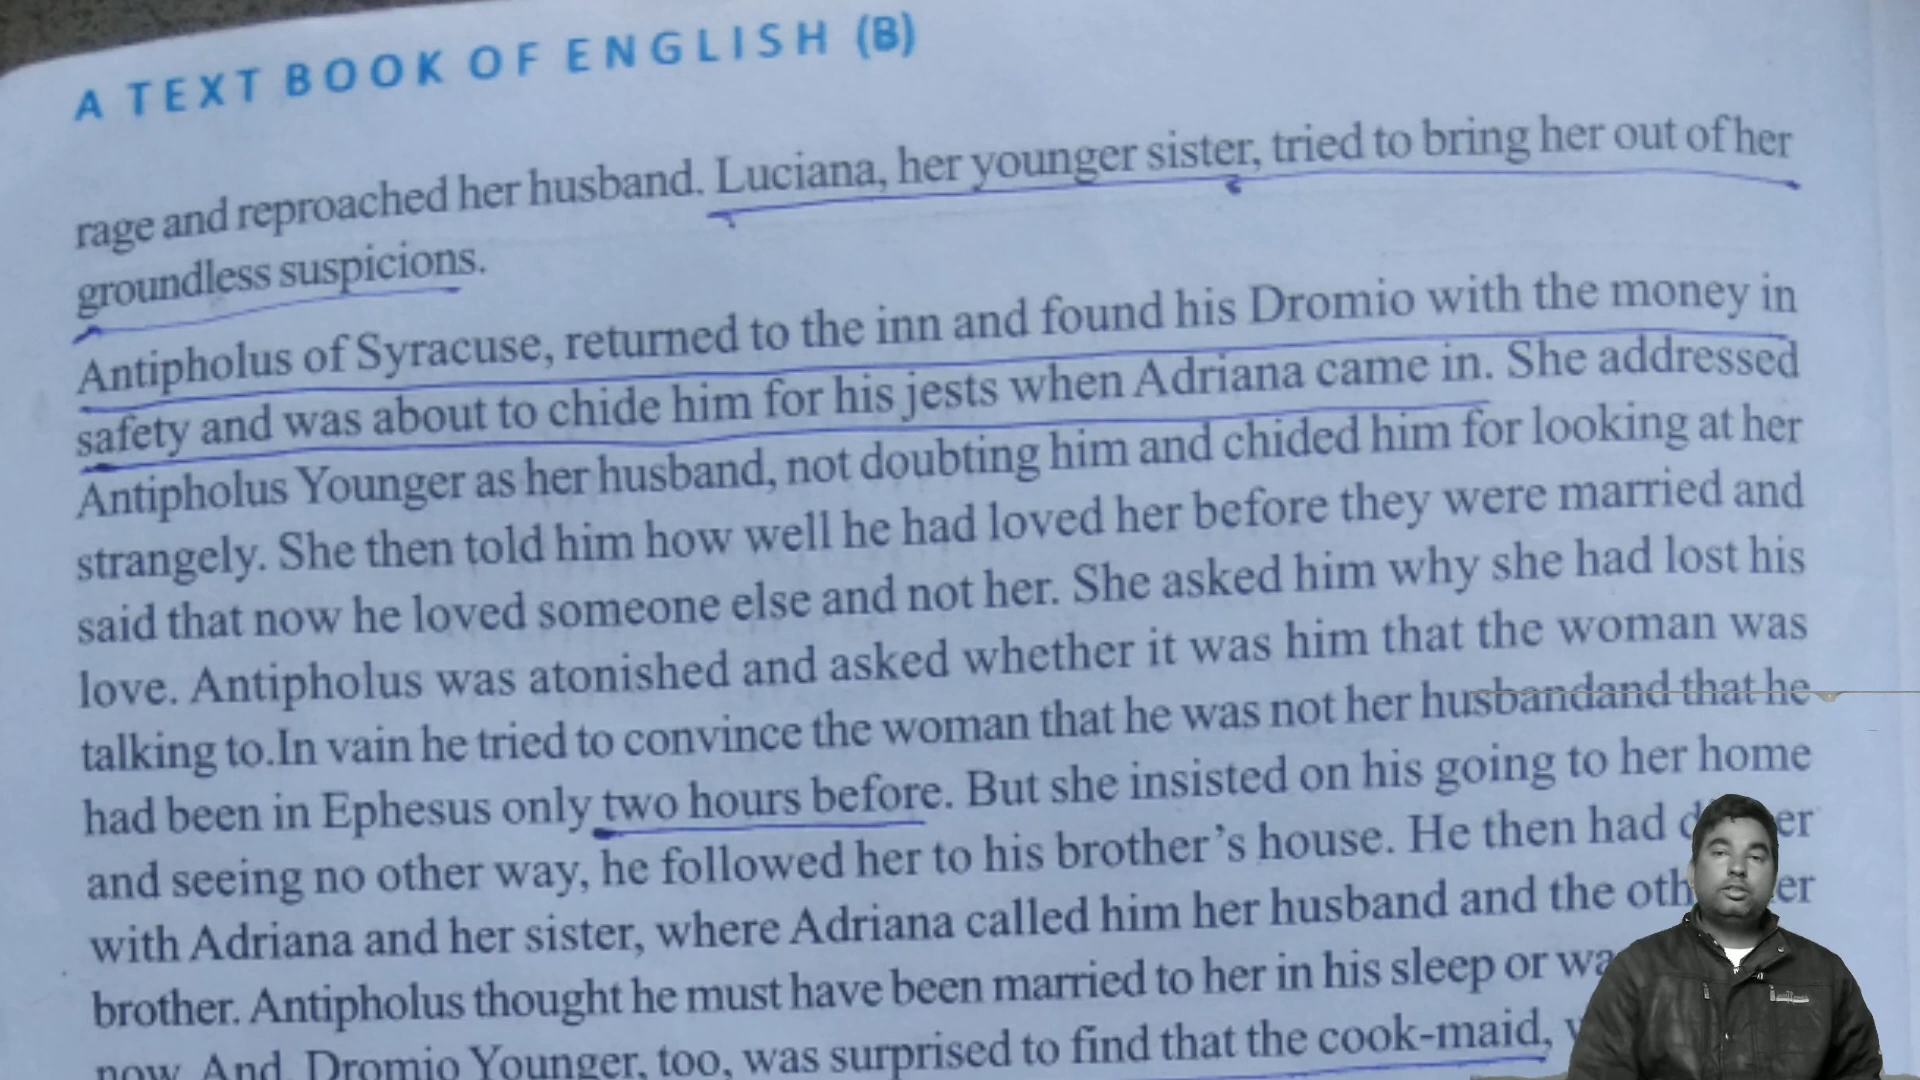 A TEXT BOOK OF ENGLISH (B)
rage and reproached her husband. Luciana, her younger sister, tried to bring her out of her
groundless suspicions.
Antipholus of Syracuse, returned to the inn and found his Dromio with the money in
safety and was about to chide him for his jests when Adriana came in. She addressed
Antipholus Younger as her husband, not doubting him and chided him for looking at her
strangely. She then told him how well he had loved her before they were married and
said that now he loved someone else and not her. She asked him why she had lost his
love. Antipholus was atonished and asked whether it was him that the woman was
talking to.In vain he tried to convince the woman that he was not her husbandand that he
had been in Ephesus only two hours before. But she insisted on his going to her home
and seeing no other way, he followed her to his brother's house. He then had
with Adriana and her sister, where Adriana called him her husband and the
brother. Antipholus thought he must have been married to her in his sleep or
now. And, Dromio Younger, too, was surprised to find that the cook-maid,